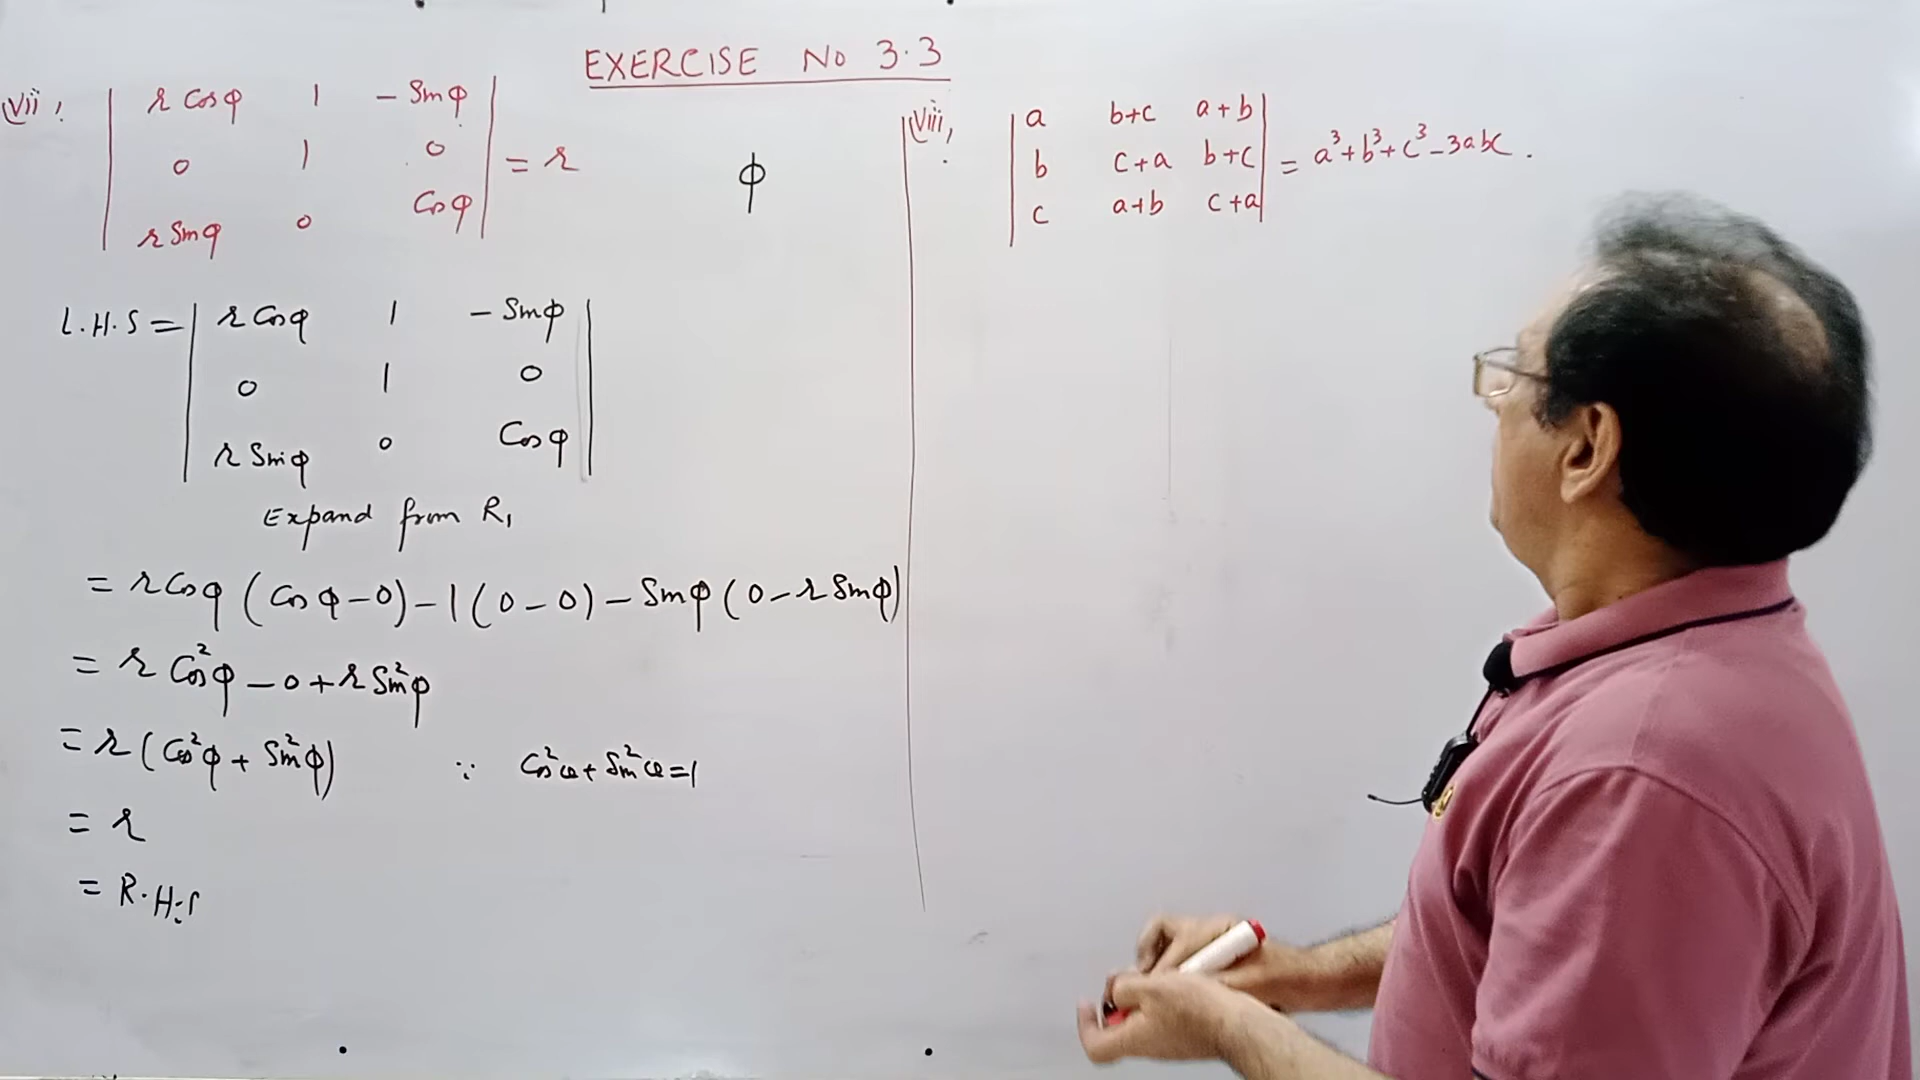 EXERCISE No 3.3
vii, | r Cosφ 1 - Sinφ |
| 0 1 0 | = r
| r Sinφ 0 Cosφ |
φ
L.H.S = | r Cosφ 1 - Sinφ |
| 0 1 0 |
| r Sinφ 0 Cosφ |
Expand from R₁
= r Cosφ (Cosφ-0) - 1(0-0) - Sinφ (0 - r Sinφ)
= r Cos²φ - 0 + r Sin²φ
= r (Cos²φ + Sin²φ) ∵ Cos²θ + Sin²θ = 1
= r
= R.H.S
viii, | a b+c a+b |
| b c+a b+c | = a³+b³+c³-3abc.
| c a+b c+a |